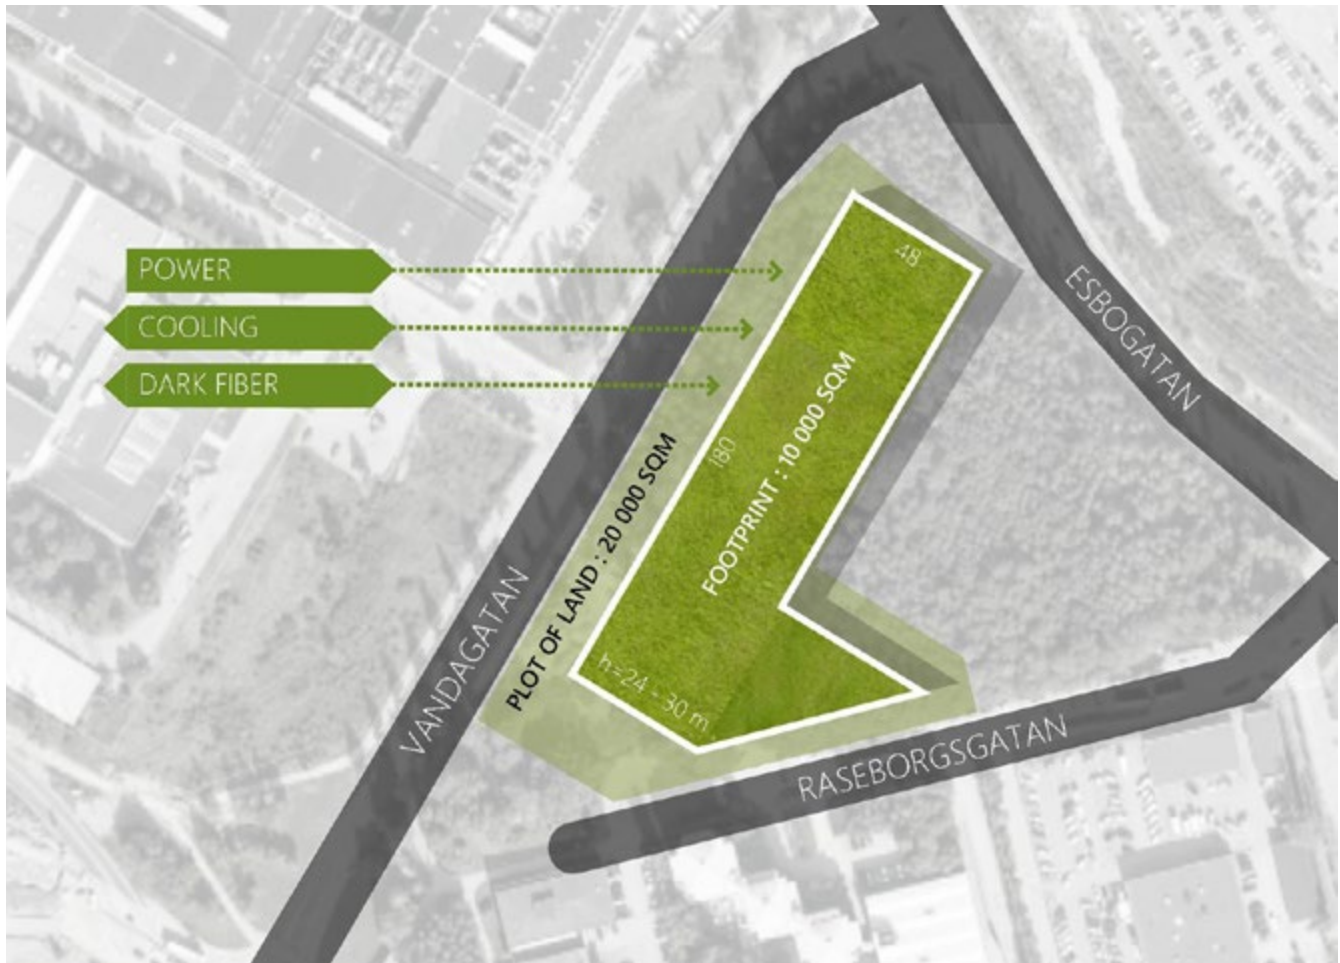 POWER
COOLING
DARK FIBER
48
ESBOGATAN
FOOTPRINT : 10 000 SQM
180
PLOT OF LAND : 20 000 SQM
VANDAGATAN
h=24 - 30 m
RASEBORGSGATAN